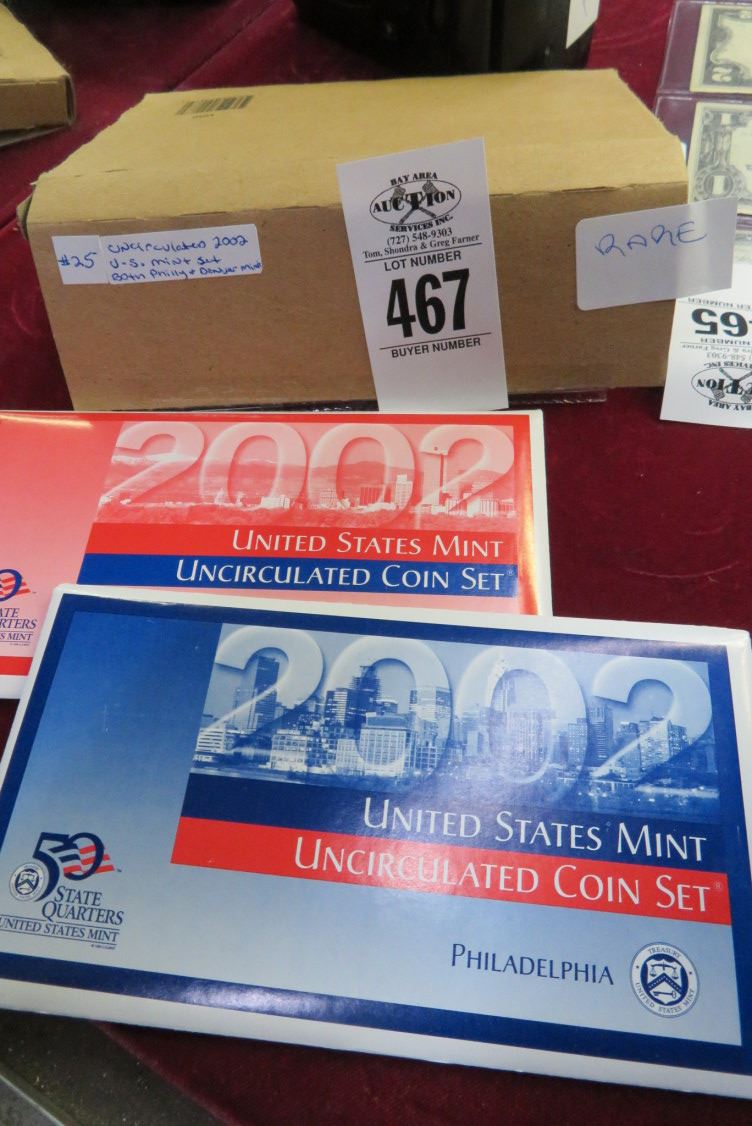 #25
Uncirculated 2002
U.S. mint set
Both Philly & Denver mint
BAY AREA
AUCTION
SERVICES INC.
(727) 548-9303
Tom, Shondra & Greg Farner
LOT NUMBER
467
BUYER NUMBER
RARE
65
NUMBER
2002
UNITED STATES MINT
UNCIRCULATED COIN SET®
2002
UNITED STATES MINT
UNCIRCULATED COIN SET®
50
STATE
QUARTERS
UNITED STATES MINT
PHILADELPHIA